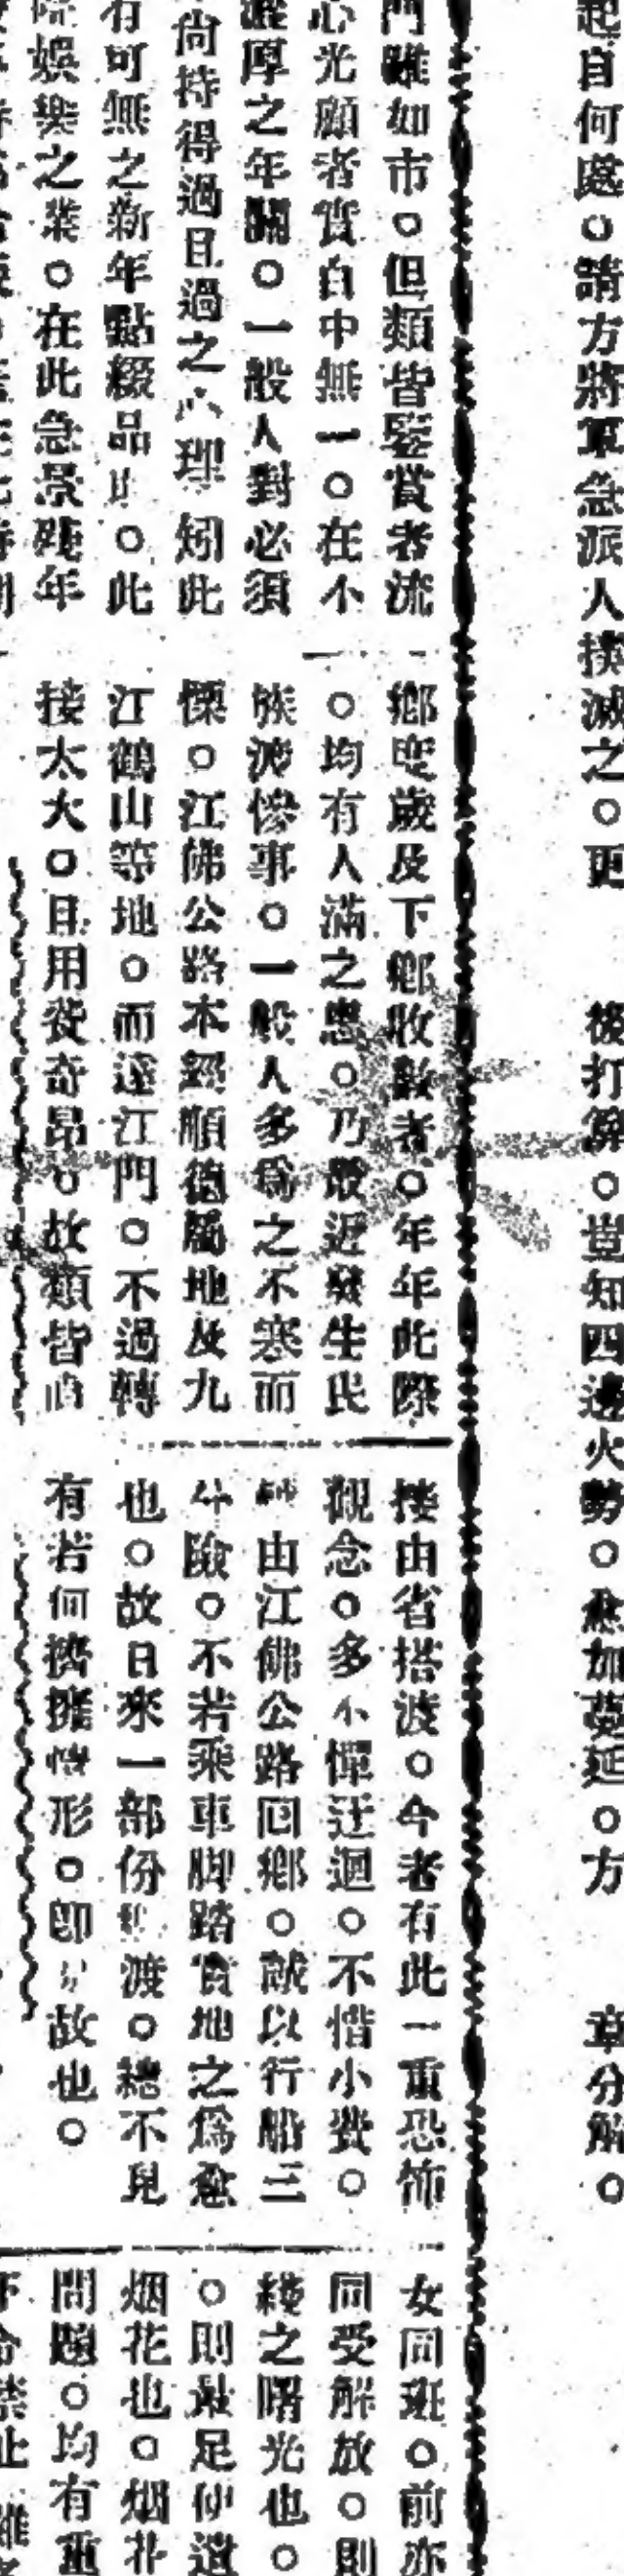 起自何處。請方將軍急派人撲滅之。更
後打算。豈知四邊火勢。愈加蔓延。方
章分解。
門雖如市。但類皆鑒賞者流
心光顧者實百中無一。在不
濃厚之年關。一般人對必須
尚持得過且過之 理 矧此
有可無之新年點綴品 。此
娛樂之業。在此急景殘年
鄉度歲及下鄉收數者。年年此際
。均有人滿之患。乃最近發生民
族渡慘事。一般人多為之不寒而
慄。江佛公路本經順德屬地及九
江鶴山等地。而達江門。不過轉
接太大。日用費奇昂。故類皆
接由省搭渡。今者有此一重恐怖
觀念。多不憚迂迴。不惜小費。
由江佛公路回鄉。誠以行船三
分險。不若乘車脚踏實地之為愈
也。故日來一部份 渡。總不見
有若何擠擁情形。即 故也。
女同班。前亦
同受解放。則
綫之曙光也。
。則最足 
烟花也。烟花
問題。均有重